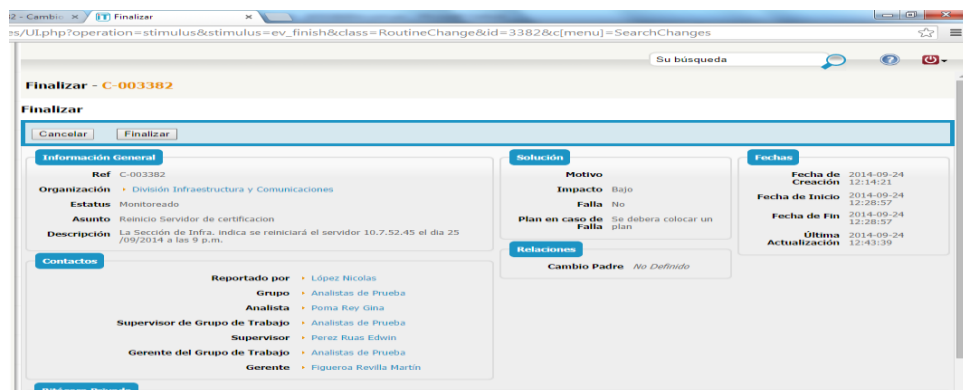 2 - Cambio
Finalizar
es/UI.php?operation=stimulus&stimulus=ev_finish&class=RoutineChange&id=3382&c[menu]=SearchChanges
Su búsqueda
Finalizar - C-003382
Finalizar
Cancelar Finalizar
Información General
Ref C-003382
Organización División Infraestructura y Comunicaciones
Estatus Monitoreado
Asunto Reinicio Servidor de certificacion
Descripción La Sección de Infra. indica se reiniciará el servidor 10.7.52.45 el dia 25
/09/2014 a las 9 p.m.
Contactos
Reportado por López Nicolas
Grupo Analistas de Prueba
Analista Poma Rey Gina
Supervisor de Grupo de Trabajo Analistas de Prueba
Supervisor Perez Ruas Edwin
Gerente del Grupo de Trabajo Analistas de Prueba
Gerente Figueroa Revilla Martín
Bitácora Privada
Solución
Motivo
Impacto Bajo
Falla No
Plan en caso de Se debera colocar un
Falla plan
Relaciones
Cambio Padre No Definido
Fechas
Fecha de 2014-09-24
Creación 12:14:21
Fecha de Inicio 2014-09-24
12:28:57
Fecha de Fin 2014-09-24
12:28:57
Última 2014-09-24
Actualización 12:43:39